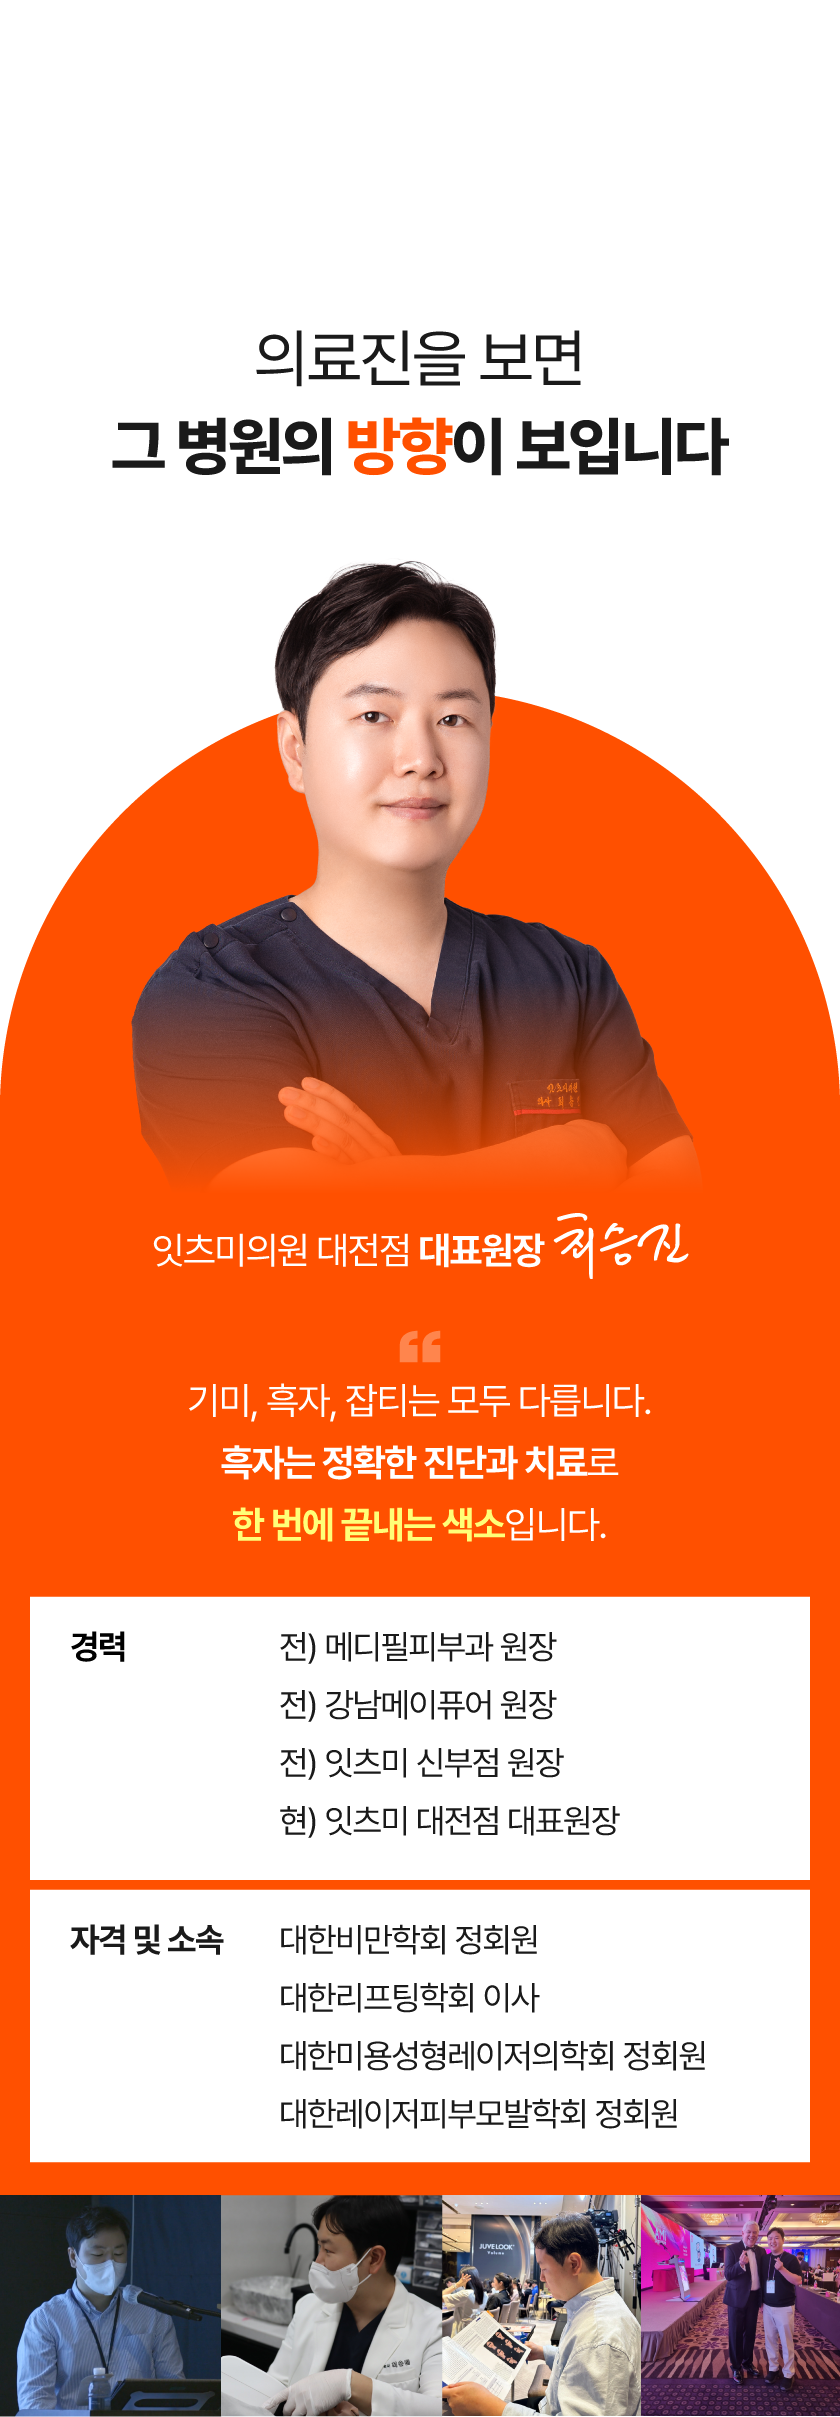 의료진을 보면
그 병원의 방향이 보입니다
잇츠미의원 대전점 대표원장 최승진
기미, 흑자, 잡티는 모두 다릅니다.
흑자는 정확한 진단과 치료로
한 번에 끝내는 색소입니다.
경력
전) 메디필피부과 원장
전) 강남메이퓨어 원장
전) 잇츠미 신부점 원장
현) 잇츠미 대전점 대표원장
자격 및 소속
대한비만학회 정회원
대한리프팅학회 이사
대한미용성형레이저의학회 정회원
대한레이저피부모발학회 정회원
JUVELOOK
Volume